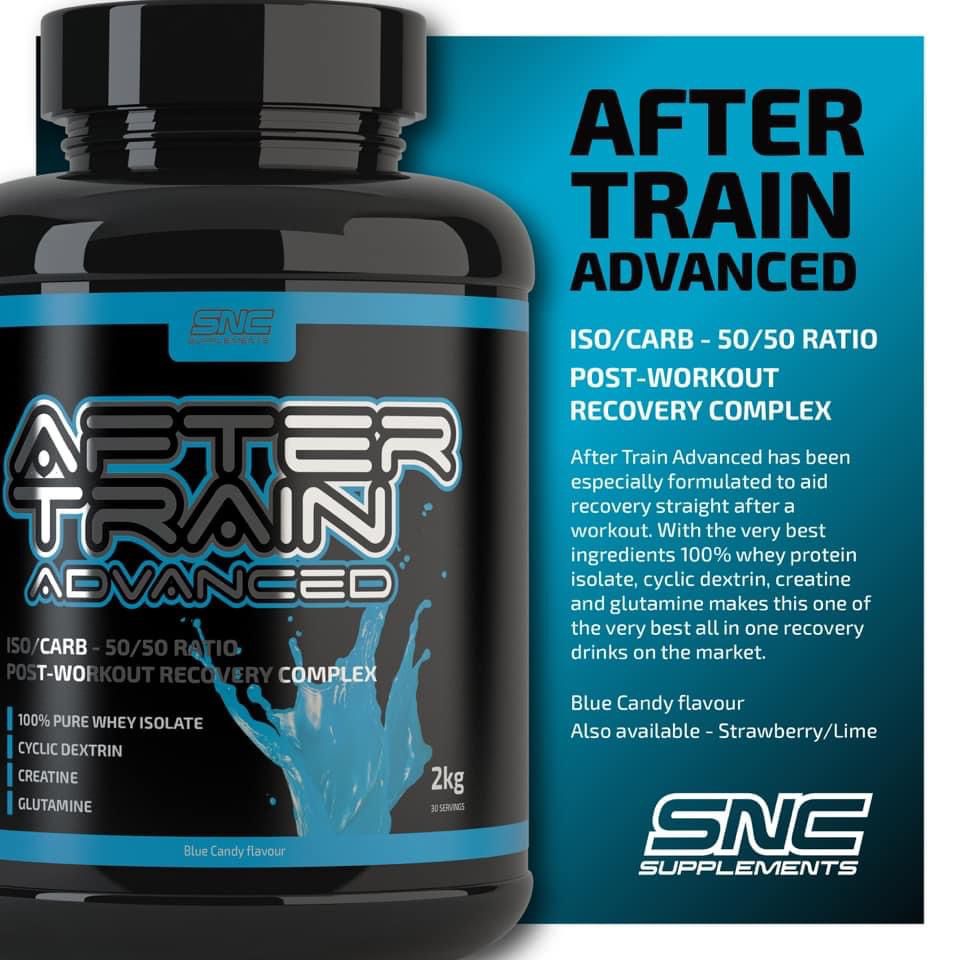 SNC
SUPPLEMENTS
AFTER
TRAIN
ADVANCED
ISO/CARB - 50/50 RATIO
POST-WORKOUT RECOVERY COMPLEX
100% PURE WHEY ISOLATE
CYCLIC DEXTRIN
CREATINE
GLUTAMINE
2kg
30 SERVINGS
Blue Candy flavour
AFTER
TRAIN
ADVANCED
ISO/CARB - 50/50 RATIO
POST-WORKOUT
RECOVERY COMPLEX
After Train Advanced has been
especially formulated to aid
recovery straight after a
workout. With the very best
ingredients 100% whey protein
isolate, cyclic dextrin, creatine
and glutamine makes this one of
the very best all in one recovery
drinks on the market.
Blue Candy flavour
Also available - Strawberry/Lime
SNC
SUPPLEMENTS